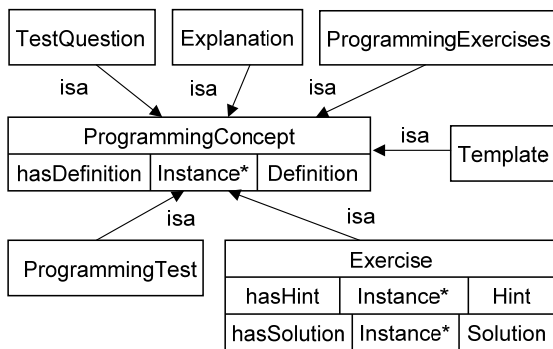 TestQuestion
Explanation
ProgrammingExercises
isa
isa
isa
ProgrammingConcept
hasDefinition Instance* Definition
isa
Template
isa
isa
ProgrammingTest
Exercise
hasHint Instance* Hint
hasSolution Instance* Solution